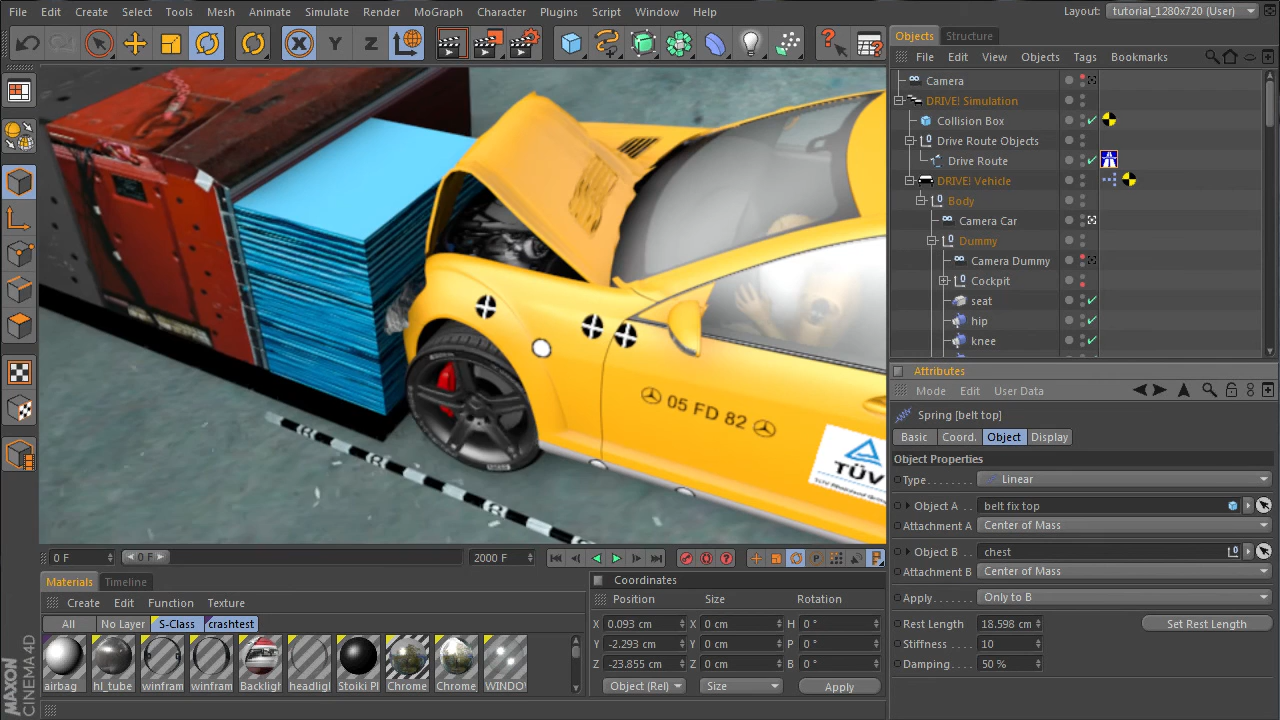 File Edit Create Select Tools Mesh Animate Simulate Render MoGraph Character Plugins Script Window Help
Layout: tutorial_1280x720 (User)
X Y Z
Objects Structure
File Edit View Objects Tags Bookmarks
Camera
DRIVE! Simulation
Collision Box
Drive Route Objects
Drive Route
DRIVE! Vehicle
Body
Camera Car
Dummy
Camera Dummy
Cockpit
seat
hip
knee
05 FD 82
TÜV
Attributes
Mode Edit User Data
Spring [belt top]
Basic Coord. Object Display
Object Properties
Type Linear
Object A belt fix top
Attachment A Center of Mass
Object B chest
Attachment B Center of Mass
Apply Only to B
Rest Length 18.598 cm Set Rest Length
Stiffness 10
Damping 50 %
0 F 0 F 2000 F
P
Materials Timeline
Create Edit Function Texture
All No Layer S-Class crashtest
airbag hl_tube winfram winfram Backligh headligl Stoiki Pl Chrome Chrome WINDO
Coordinates
Position Size Rotation
X 0.093 cm X 0 cm H 0 °
Y -2.293 cm Y 0 cm P 0 °
Z -23.855 cm Z 0 cm B 0 °
Object (Rel) Size Apply
MAXON
CINEMA 4D